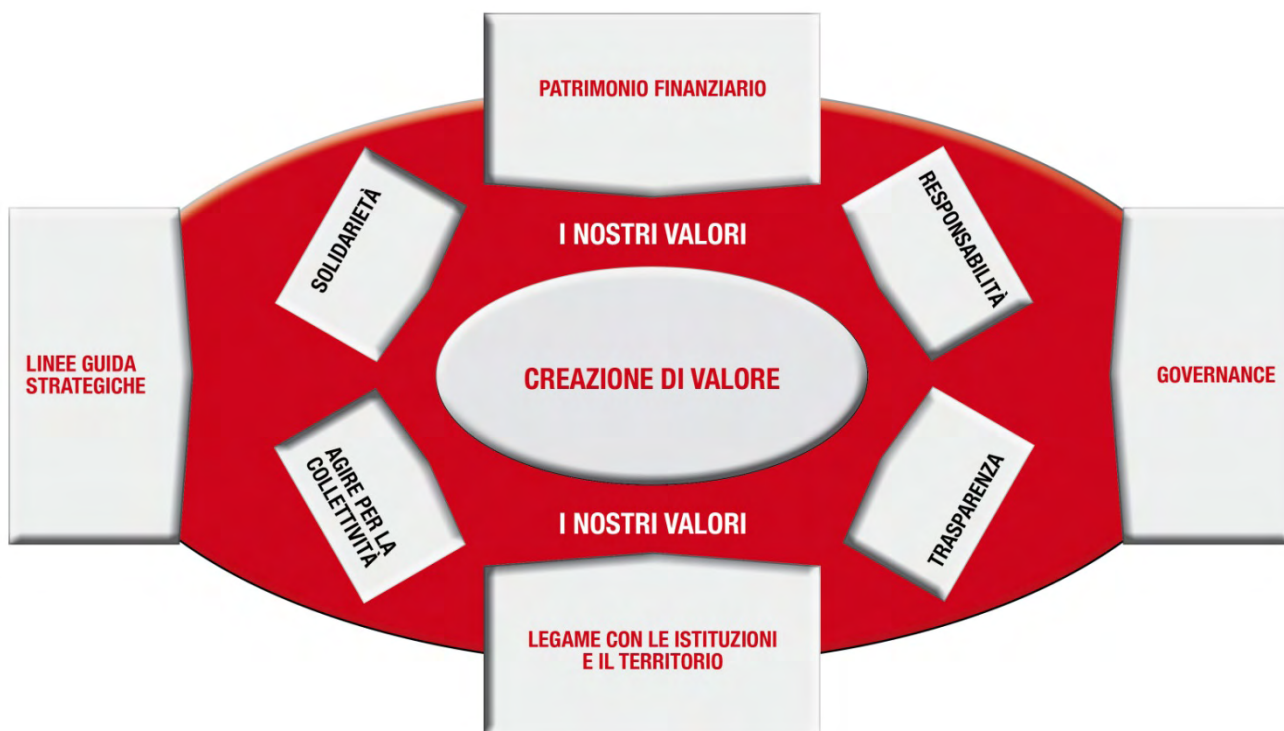 PATRIMONIO FINANZIARIO
SOLIDARIETÀ
RESPONSABILITÀ
I NOSTRI VALORI
LINEE GUIDA
STRATEGICHE
CREAZIONE DI VALORE
GOVERNANCE
AGIRE PER LA
COLLETTIVITÀ
TRASPARENZA
I NOSTRI VALORI
LEGAME CON LE ISTITUZIONI
E IL TERRITORIO